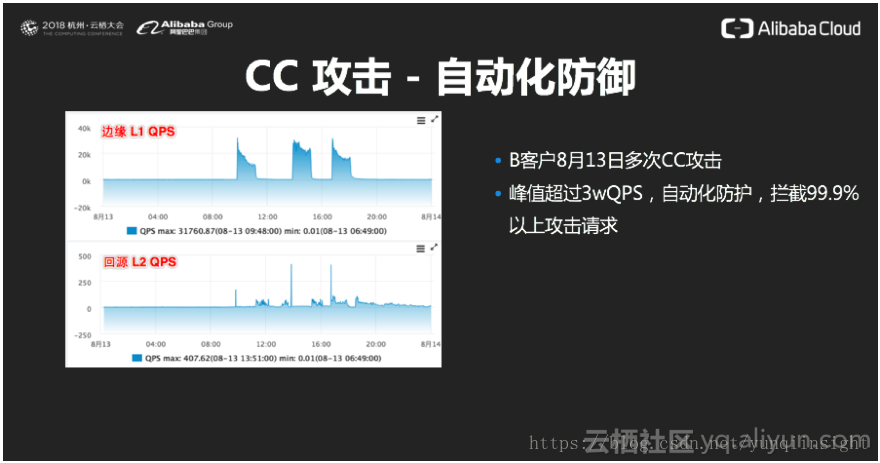 2018 杭州·云栖大会
THE COMPUTING CONFERENCE
Alibaba Group
阿里巴巴集团
Alibaba Cloud
CC 攻击 - 自动化防御
边缘 L1 QPS
40k
20k
0k
-20k
8月13
04:00
08:00
12:00
16:00
20:00
8月14
QPS max: 31760.87(08-13 09:48:00) min: 0.01(08-13 06:49:00)
回源 L2 QPS
500
250
0
-250
8月13
04:00
08:00
12:00
16:00
20:00
8月14
QPS max: 407.62(08-13 13:51:00) min: 0.01(08-13 06:49:00)
• B客户8月13日多次CC攻击
• 峰值超过3wQPS，自动化防护，拦截99.9%
以上攻击请求
云栖社区 yq.aliyun.com
https://blog.csdn.net/yunqiinsight